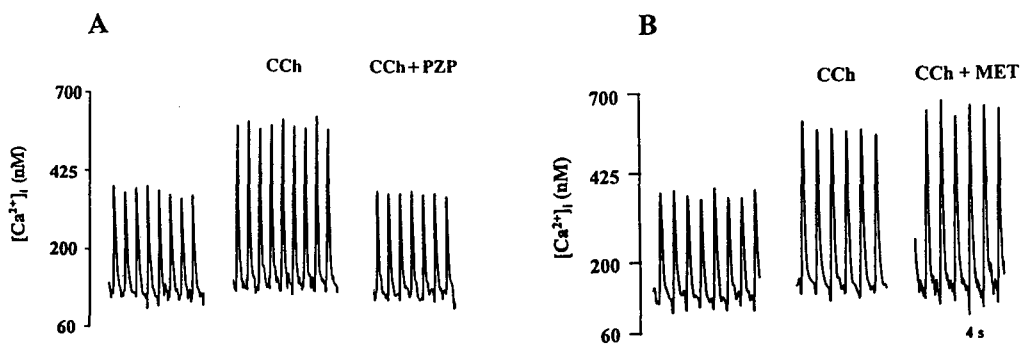 A
CCh
CCh + PZP
700
425
200
60
[Ca²⁺]ᵢ (nM)
B
CCh
CCh + MET
700
425
200
60
[Ca²⁺]ᵢ (nM)
4 s